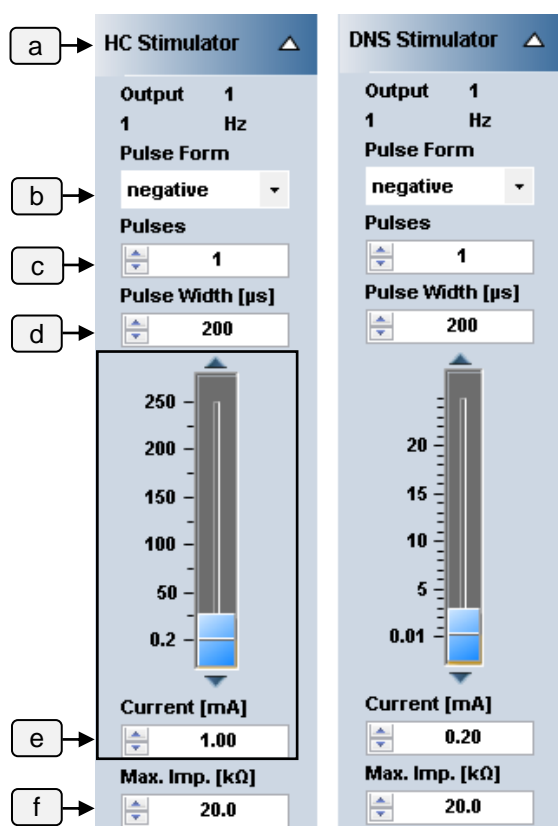 a
HC Stimulator
Output 1
1 Hz
Pulse Form
b
negative
Pulses
c
1
Pulse Width [µs]
d
200
250
200
150
100
50
0.2
Current [mA]
e
1.00
Max. Imp. [kΩ]
f
20.0
DNS Stimulator
Output 1
1 Hz
Pulse Form
negative
Pulses
1
Pulse Width [µs]
200
20
15
10
5
0.01
Current [mA]
0.20
Max. Imp. [kΩ]
20.0